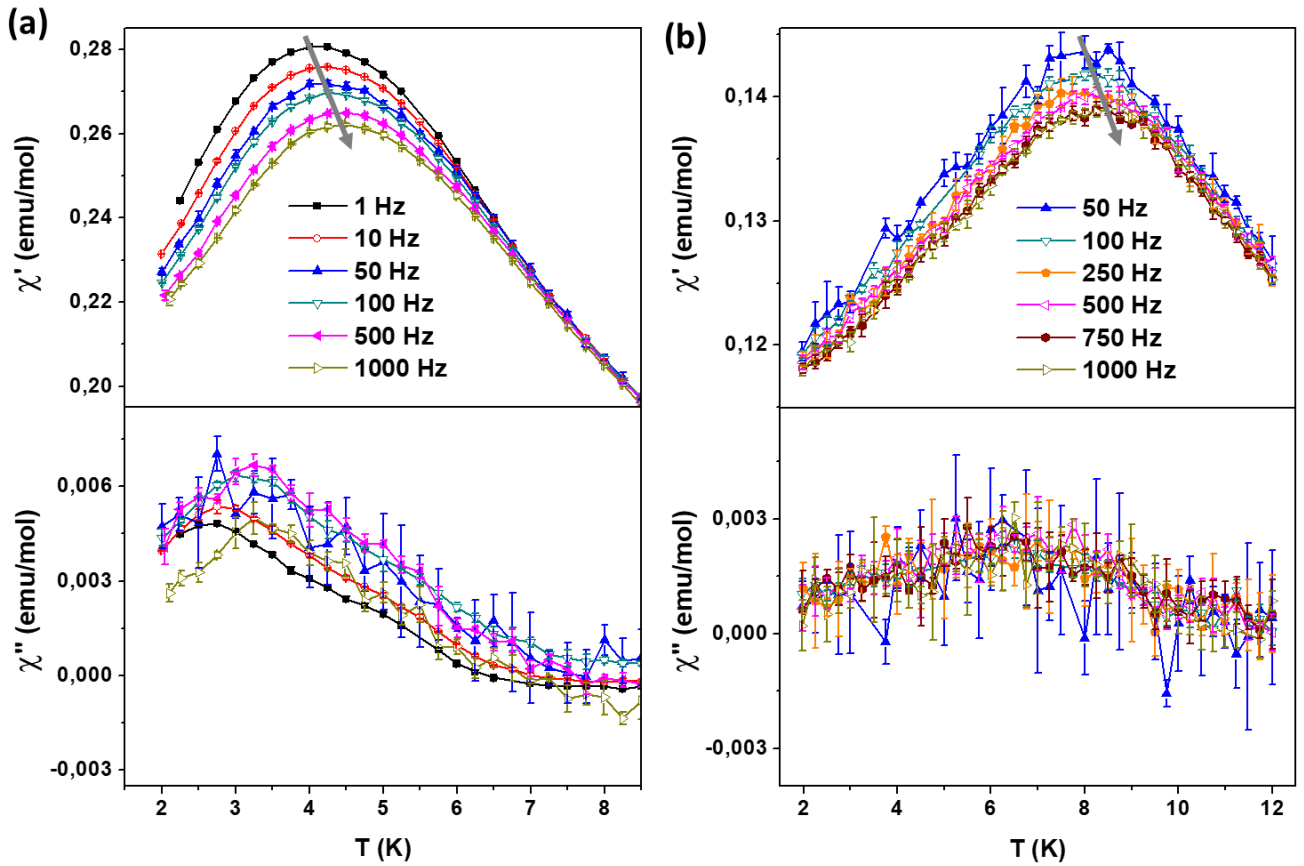 (a)
0,28
0,26
0,24
0,22
0,20
χ' (emu/mol)
1 Hz
10 Hz
50 Hz
100 Hz
500 Hz
1000 Hz
0,006
0,003
0,000
-0,003
χ'' (emu/mol)
2 3 4 5 6 7 8
T (K)
(b)
0,14
0,13
0,12
χ' (emu/mol)
50 Hz
100 Hz
250 Hz
500 Hz
750 Hz
1000 Hz
0,003
0,000
-0,003
χ'' (emu/mol)
2 4 6 8 10 12
T (K)